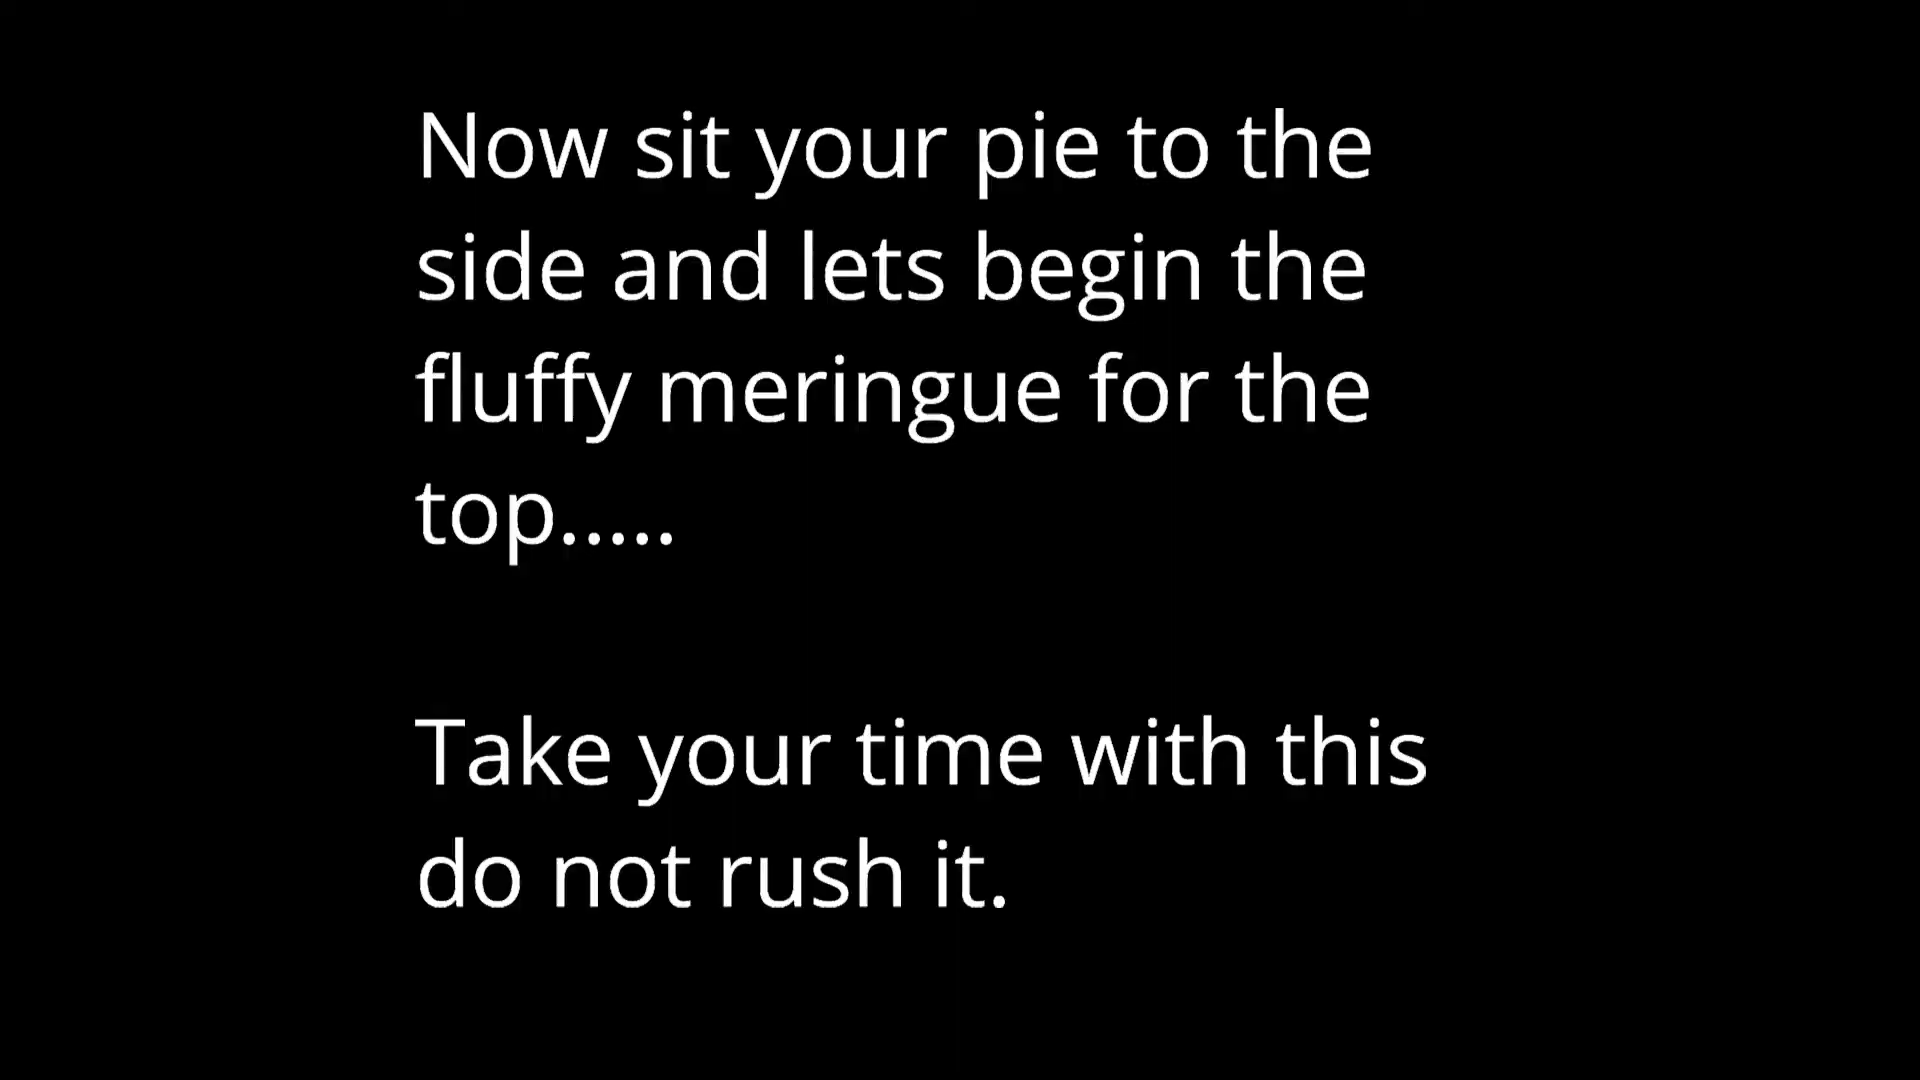 Now sit your pie to the
side and lets begin the
fluffy meringue for the
top.....
Take your time with this
do not rush it.